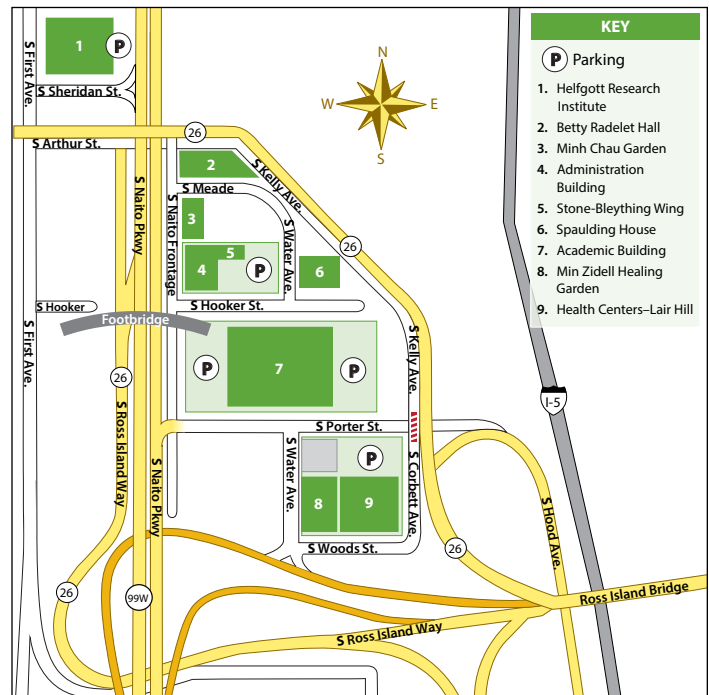 KEY
P Parking
1. Helfgott Research
Institute
2. Betty Radelet Hall
3. Minh Chau Garden
4. Administration
Building
5. Stone-Bleything Wing
6. Spaulding House
7. Academic Building
8. Min Zidell Healing
Garden
9. Health Centers–Lair Hill
N
W
E
S
1
P
S First Ave.
S Sheridan St.
26
S Arthur St.
2
S Kelly Ave.
S Meade
S Naito Pkwy
S Naito Frontage
3
S Water Ave.
26
5
4
P
6
S Hooker
S Hooker St.
Footbridge
S First Ave.
S Kelly Ave.
P
7
P
26
I-5
S Ross Island Way
S Naito Pkwy
S Porter St.
S Water Ave.
P
S Corbett Ave.
8
9
S Hood Ave.
S Woods St.
26
26
99W
Ross Island Bridge
S Ross Island Way